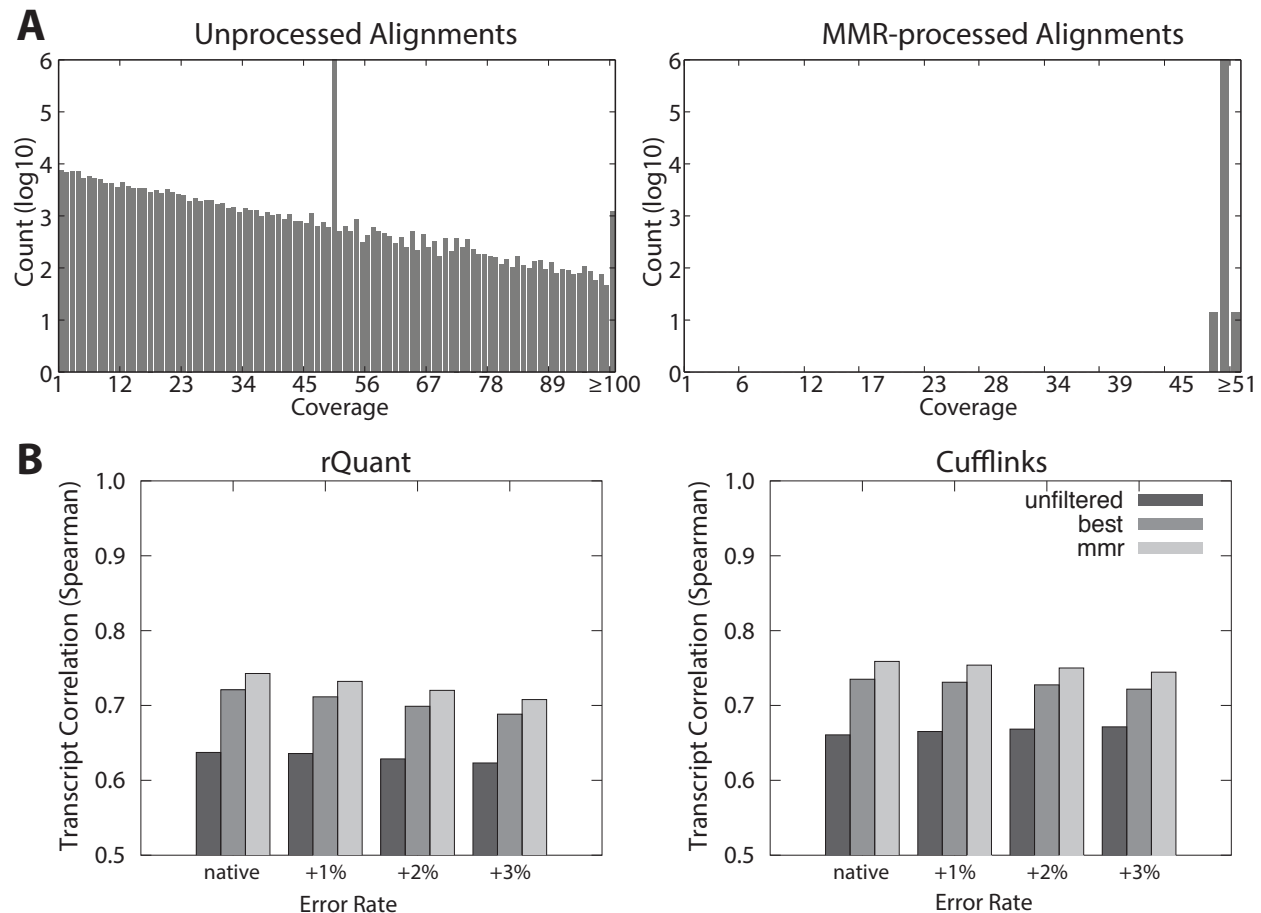 A
Unprocessed Alignments
MMR-processed Alignments
Count (log10)
6
5
4
3
2
1
0
1 12 23 34 45 56 67 78 89 ≥100
Coverage
Count (log10)
6
5
4
3
2
1
0
1 6 12 17 23 28 34 39 45 ≥51
Coverage
B
rQuant
Cufflinks
Transcript Correlation (Spearman)
1.0
0.9
0.8
0.7
0.6
0.5
native +1% +2% +3%
Error Rate
Transcript Correlation (Spearman)
1.0
0.9
0.8
0.7
0.6
0.5
unfiltered
best
mmr
native +1% +2% +3%
Error Rate